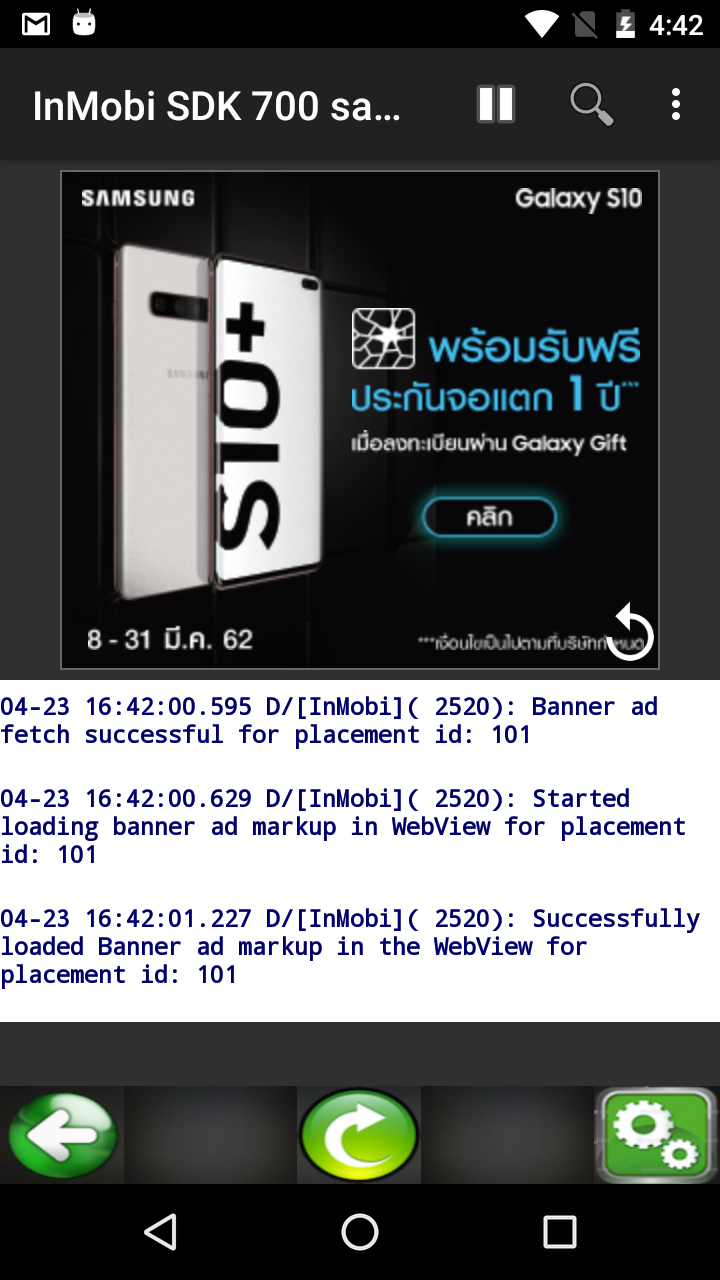 4:42
InMobi SDK 700 sa...
SAMSUNG
Galaxy S10
S10+
SAMSUNG
พร้อมรับฟรี
ประกันจอแตก 1 ปี***
เมื่อลงทะเบียนผ่าน Galaxy Gift
คลิก
8 - 31 มี.ค. 62
***เงื่อนไขเป็นไปตามที่บริษัทกำหนด
04-23 16:42:00.595 D/[InMobi]( 2520): Banner ad
fetch successful for placement id: 101
04-23 16:42:00.629 D/[InMobi]( 2520): Started
loading banner ad markup in WebView for placement
id: 101
04-23 16:42:01.227 D/[InMobi]( 2520): Successfully
loaded Banner ad markup in the WebView for
placement id: 101